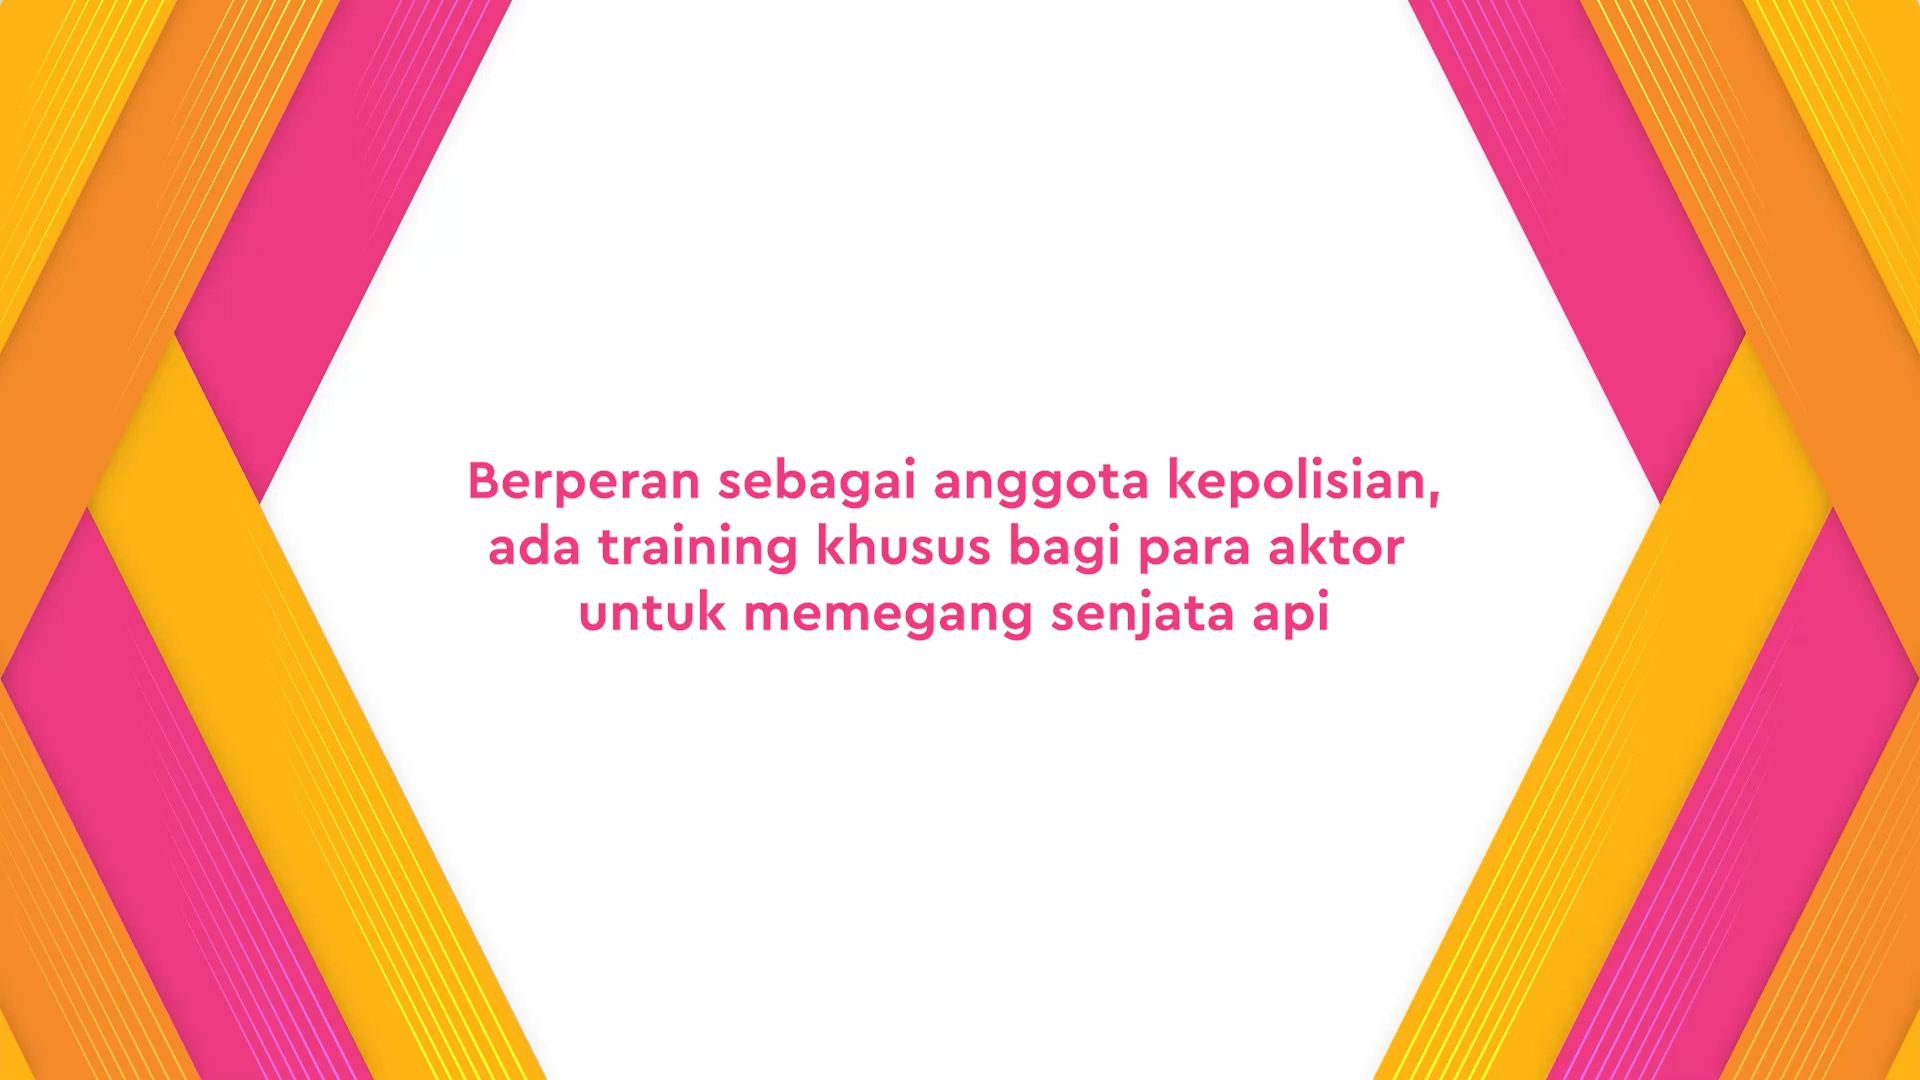 Berperan sebagai anggota kepolisian,
ada training khusus bagi para aktor
untuk memegang senjata api